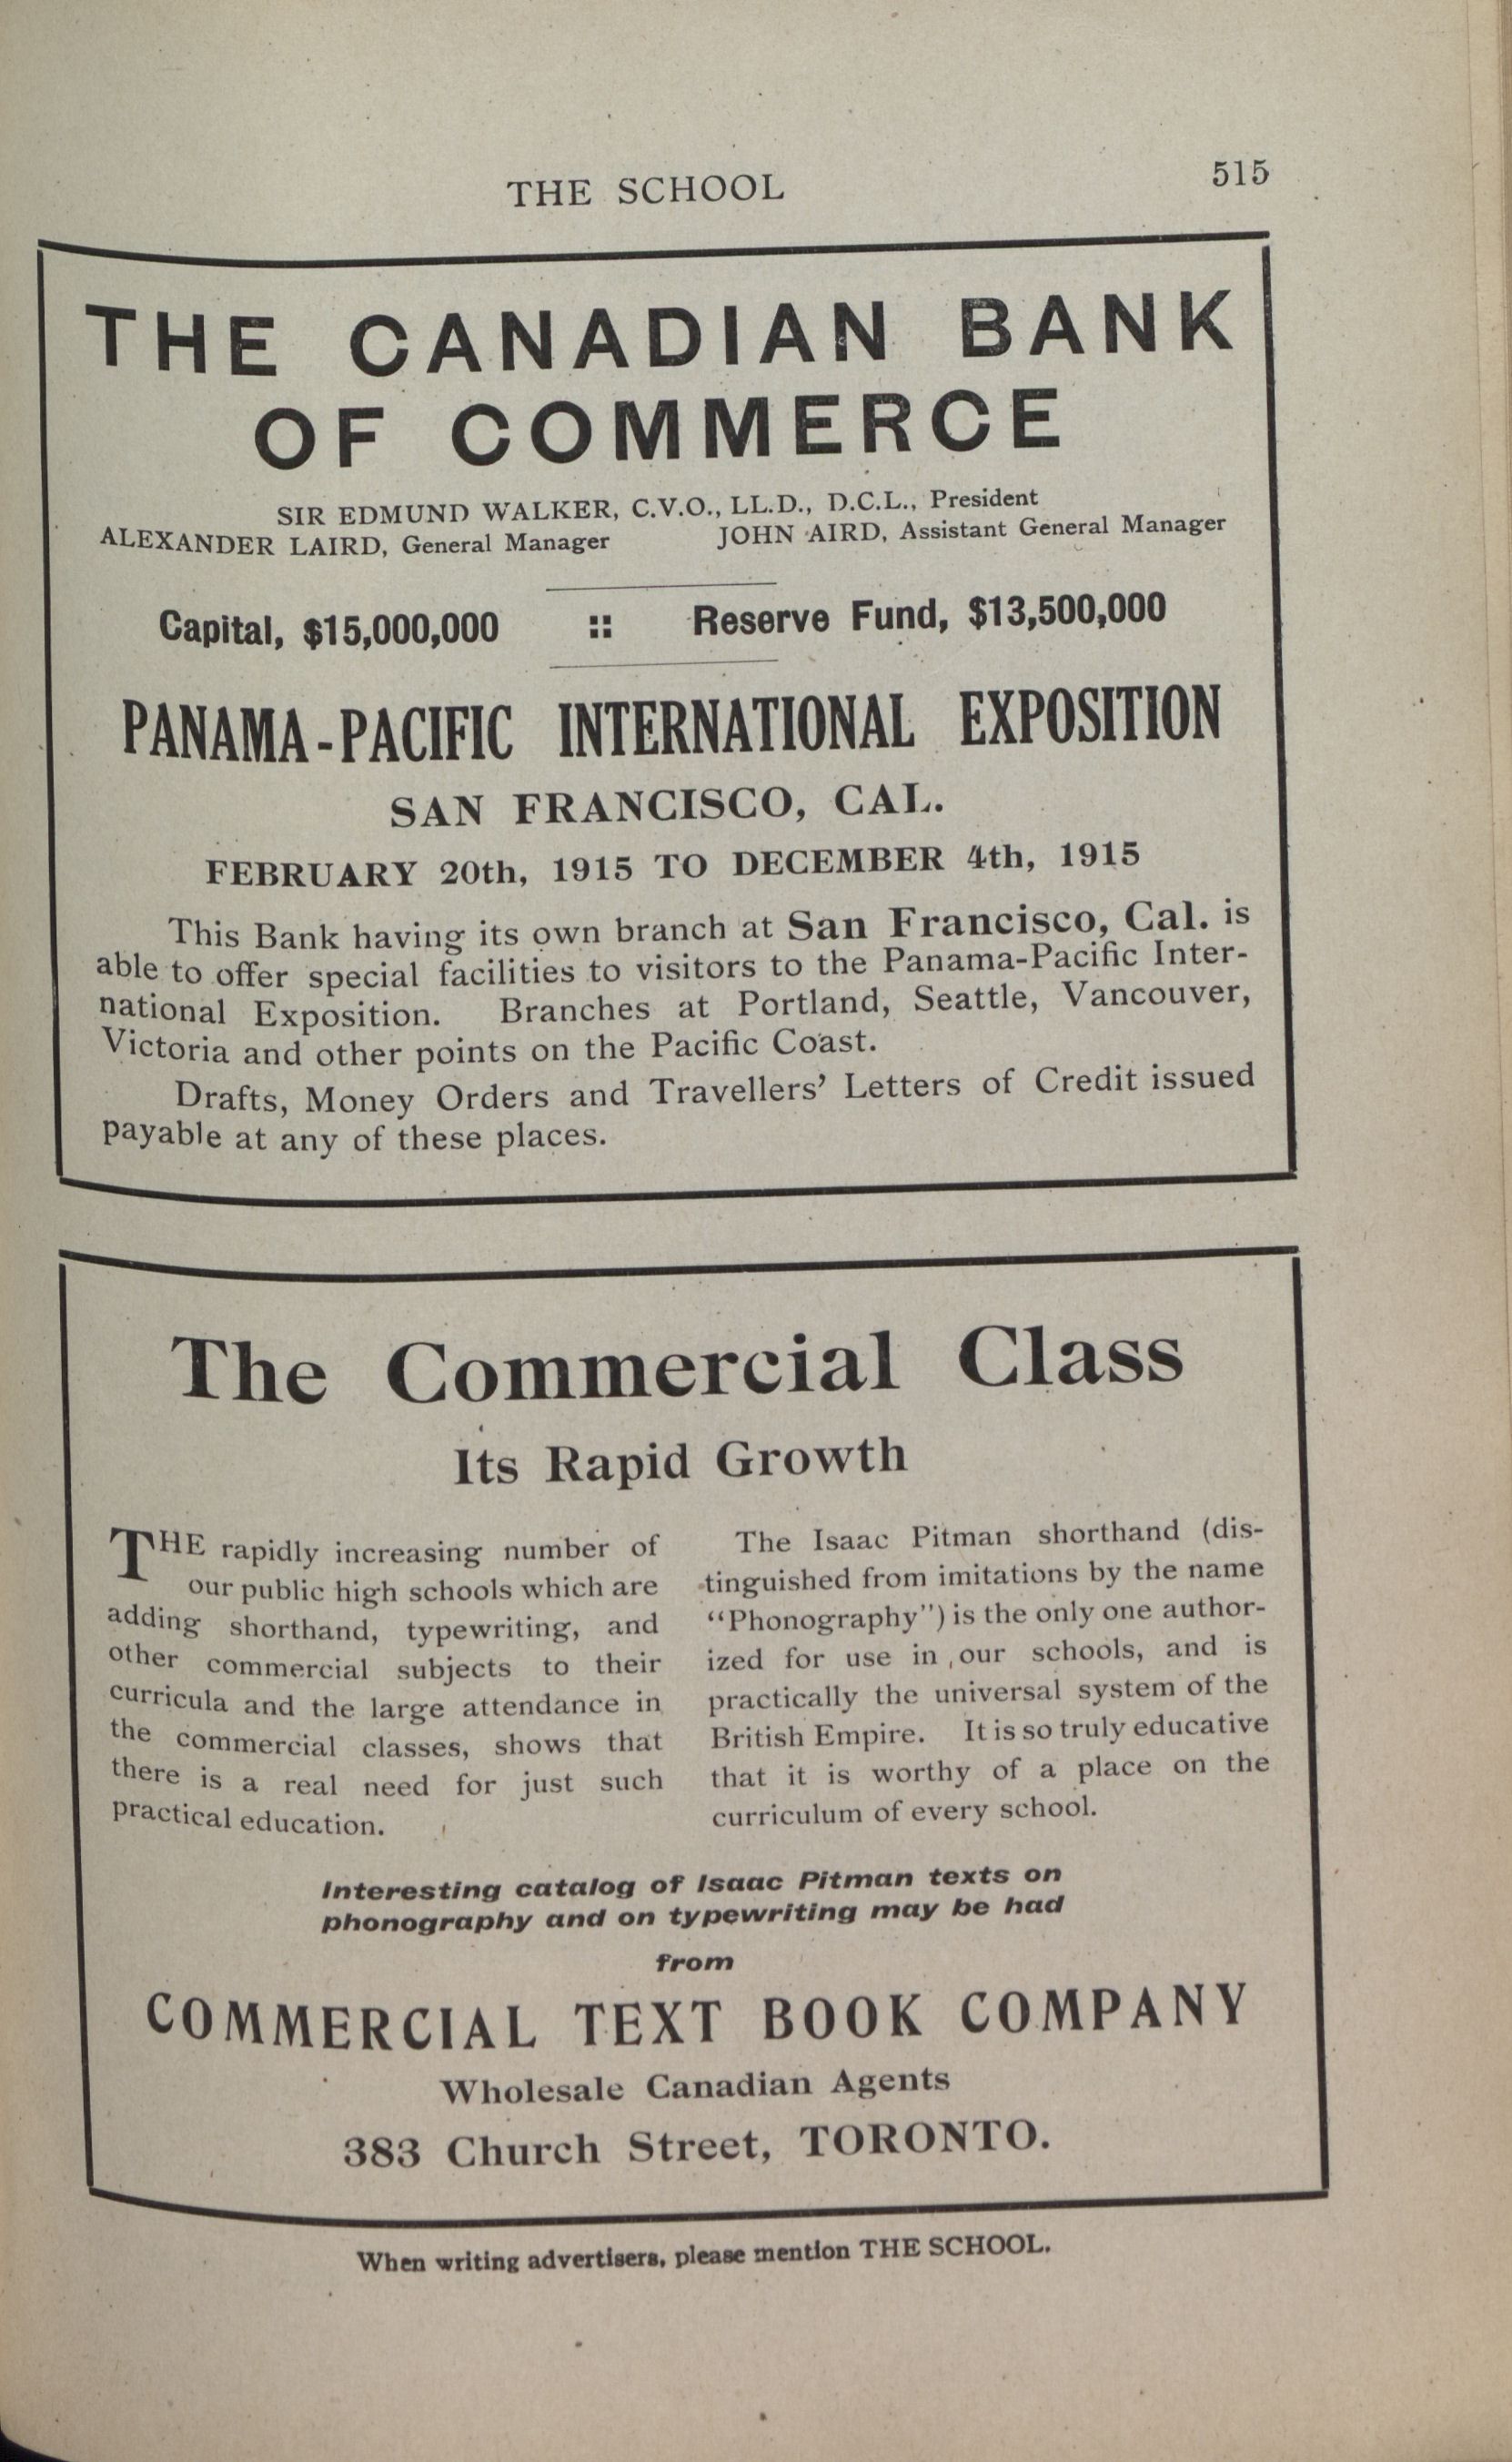 THE SCHOOL
515
THE CANADIAN BANK
OF COMMERCE
SIR EDMUND WALKER, C.V.O., LL.D., D.C.L., President
ALEXANDER LAIRD, General Manager JOHN AIRD, Assistant General Manager
Capital, $15,000,000 :: Reserve Fund, $13,500,000
PANAMA-PACIFIC INTERNATIONAL EXPOSITION
SAN FRANCISCO, CAL.
FEBRUARY 20th, 1915 TO DECEMBER 4th, 1915
This Bank having its own branch at San Francisco, Cal. is
able to offer special facilities to visitors to the Panama-Pacific Inter-
national Exposition. Branches at Portland, Seattle, Vancouver,
Victoria and other points on the Pacific Coast.
Drafts, Money Orders and Travellers’ Letters of Credit issued
payable at any of these places.
The Commercial Class
Its Rapid Growth
THE rapidly increasing number of
our public high schools which are
adding shorthand, typewriting, and
other commercial subjects to their
curricula and the large attendance in
the commercial classes, shows that
there is a real need for just such
practical education.
The Isaac Pitman shorthand (dis-
tinguished from imitations by the name
“Phonography”) is the only one author-
ized for use in our schools, and is
practically the universal system of the
British Empire. It is so truly educative
that it is worthy of a place on the
curriculum of every school.
Interesting catalog of Isaac Pitman texts on
phonography and on typewriting may be had
from
COMMERCIAL TEXT BOOK COMPANY
Wholesale Canadian Agents
383 Church Street, TORONTO.
When writing advertisers, please mention THE SCHOOL.